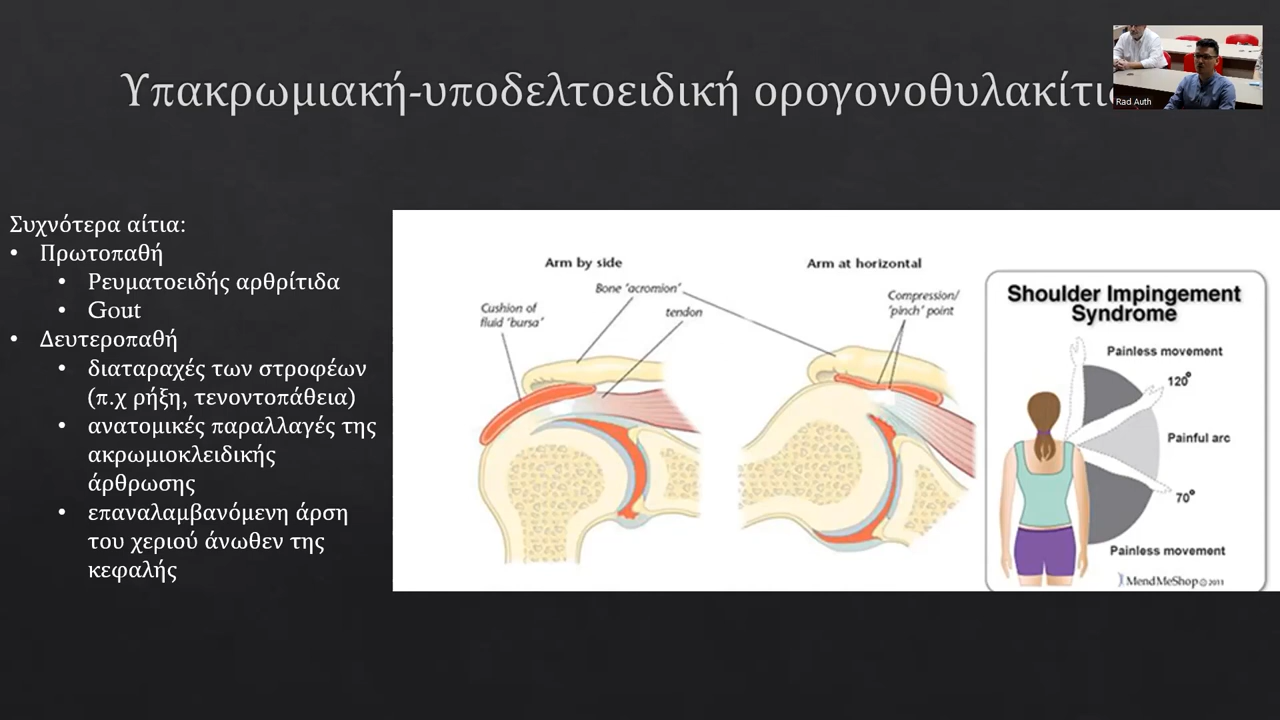 Υπακρωμιακή-υποδελτοειδική ορογονοθυλακίτι
Rad Auth
Συχνότερα αίτια:
• Πρωτοπαθή
• Ρευματοειδής αρθρίτιδα
• Gout
• Δευτεροπαθή
• διαταραχές των στροφέων
(π.χ ρήξη, τενοντοπάθεια)
• ανατομικές παραλλαγές της
ακρωμιοκλειδικής
άρθρωσης
• επαναλαμβανόμενη άρση
του χεριού άνωθεν της
κεφαλής
Arm by side
Bone 'acromion'
Cushion of
fluid 'bursa'
tendon
Arm at horizontal
Compression/
'pinch' point
Shoulder Impingement
Syndrome
Painless movement
120°
Painful arc
70°
Painless movement
MendMeShop © 2011